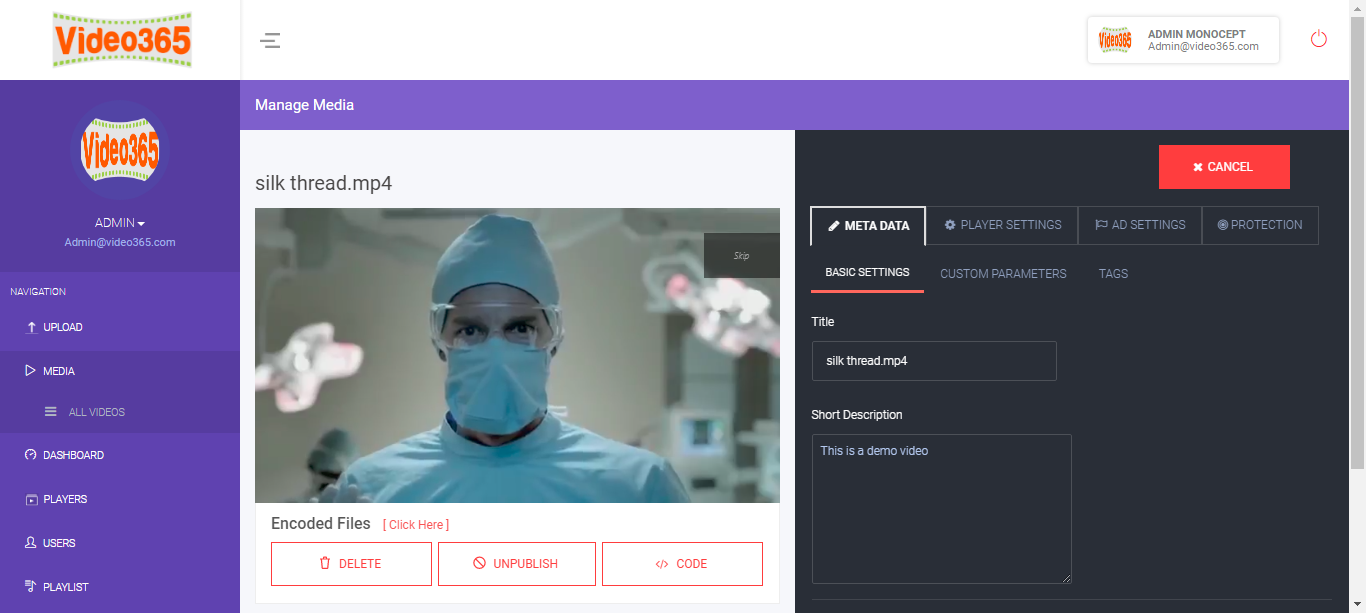 Video365
Video365
ADMIN MONOCEPT
Admin@video365.com
Video365
ADMIN
Admin@video365.com
NAVIGATION
UPLOAD
MEDIA
ALL VIDEOS
DASHBOARD
PLAYERS
USERS
PLAYLIST
Manage Media
silk thread.mp4
Skip
Encoded Files [ Click Here ]
DELETE UNPUBLISH </> CODE
CANCEL
META DATA PLAYER SETTINGS AD SETTINGS PROTECTION
BASIC SETTINGS CUSTOM PARAMETERS TAGS
Title
silk thread.mp4
Short Description
This is a demo video